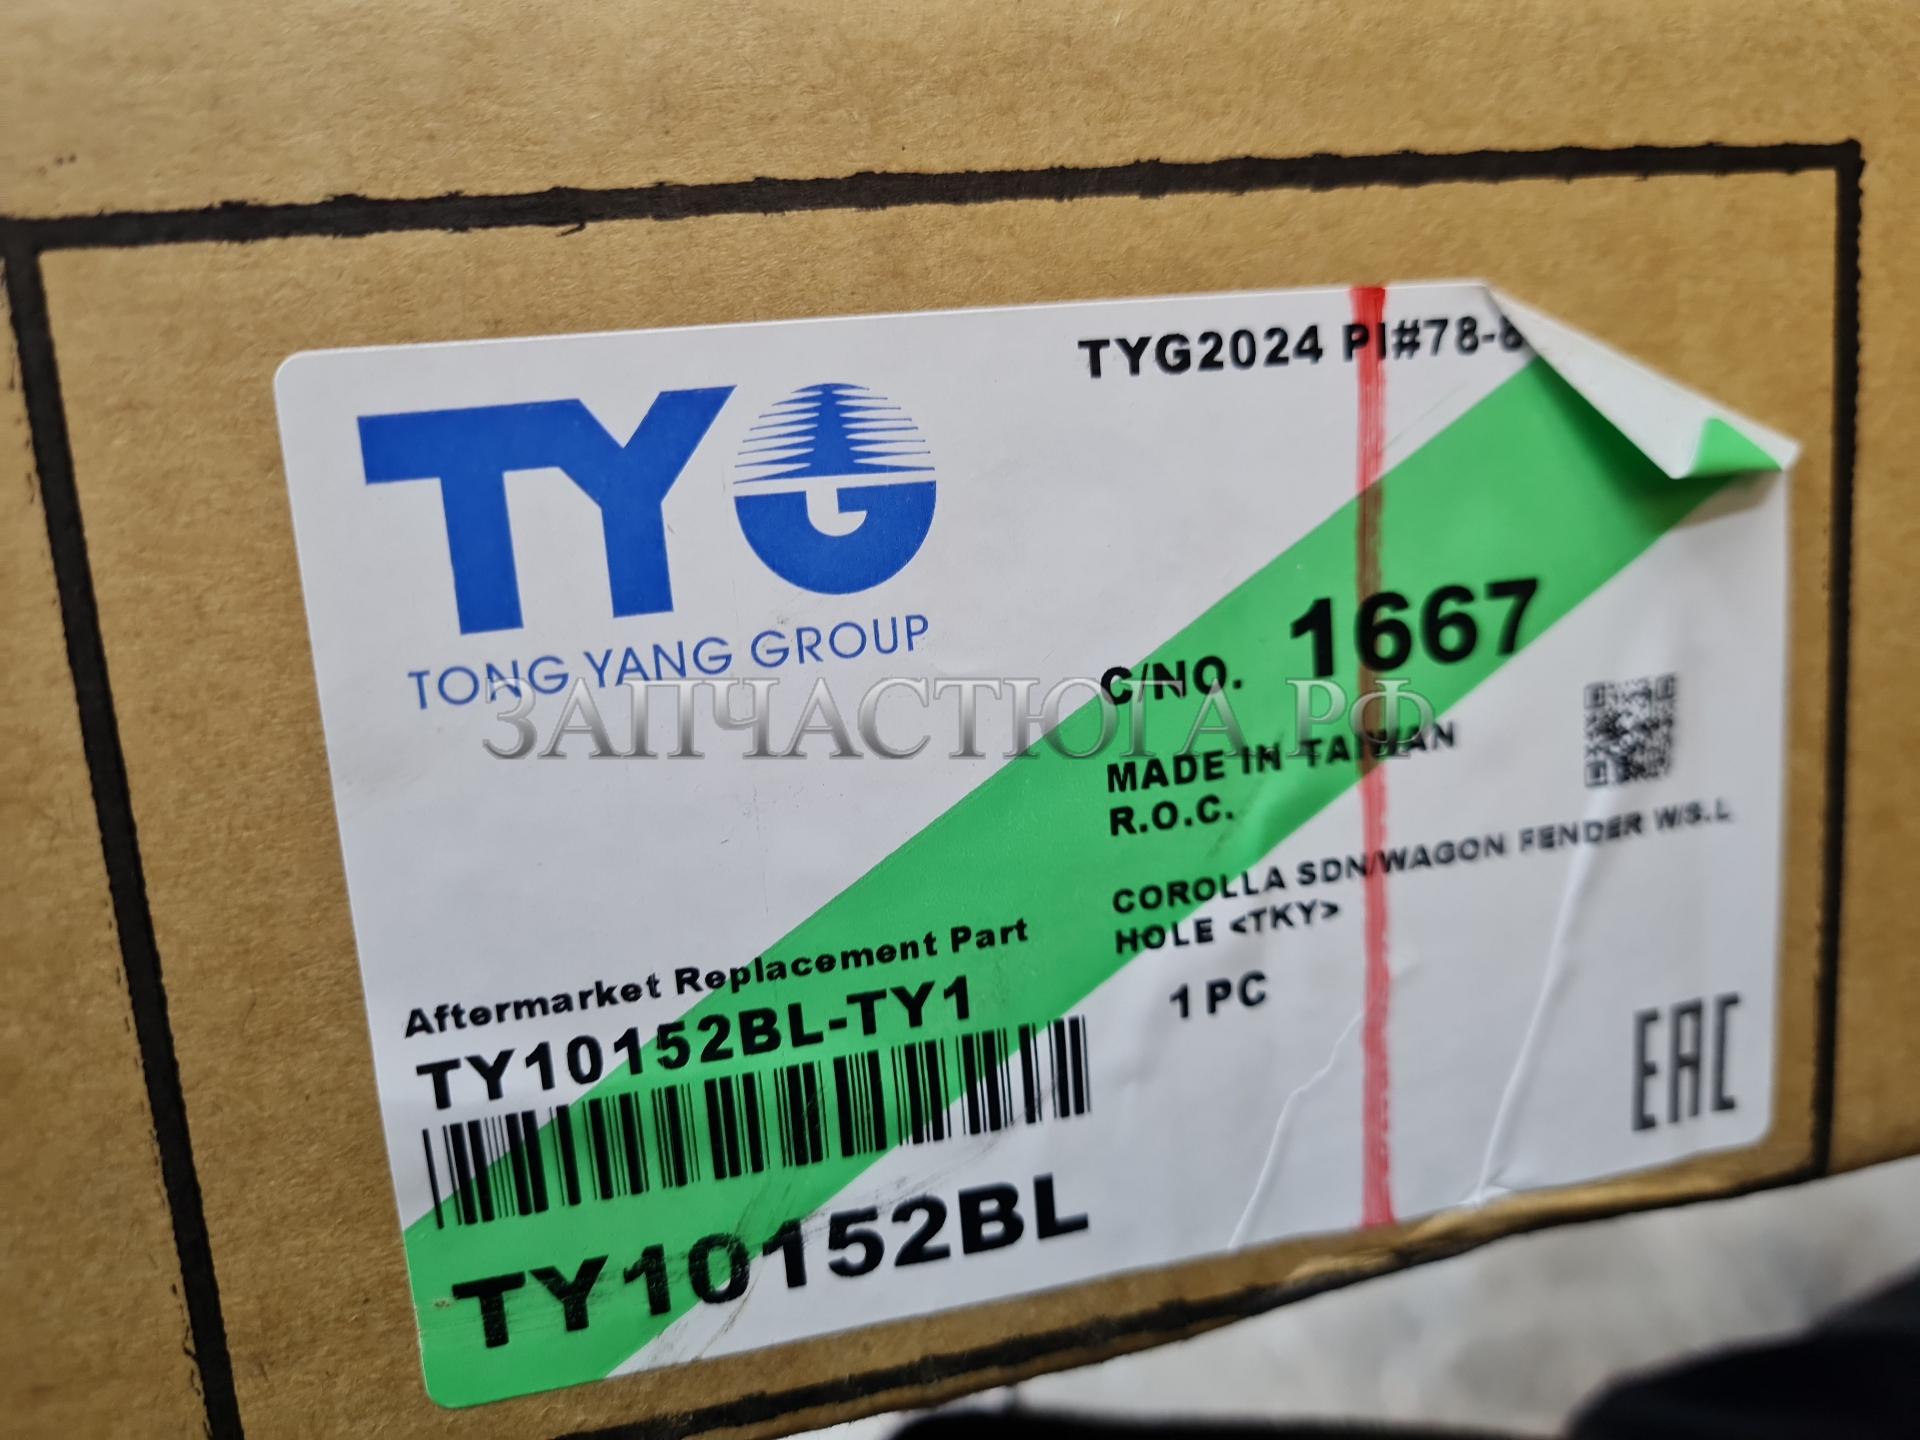 TYG2024 PI#78-8
TYG
TONG YANG GROUP
C/NO. 1667
ЗАПЧАСТЮГА.РФ
MADE IN TAIWAN
R.O.C.
COROLLA SDN/WAGON FENDER W/S.L
HOLE <TKY>
1 PC
Aftermarket Replacement Part
TY10152BL-TY1
TY10152BL
EAC